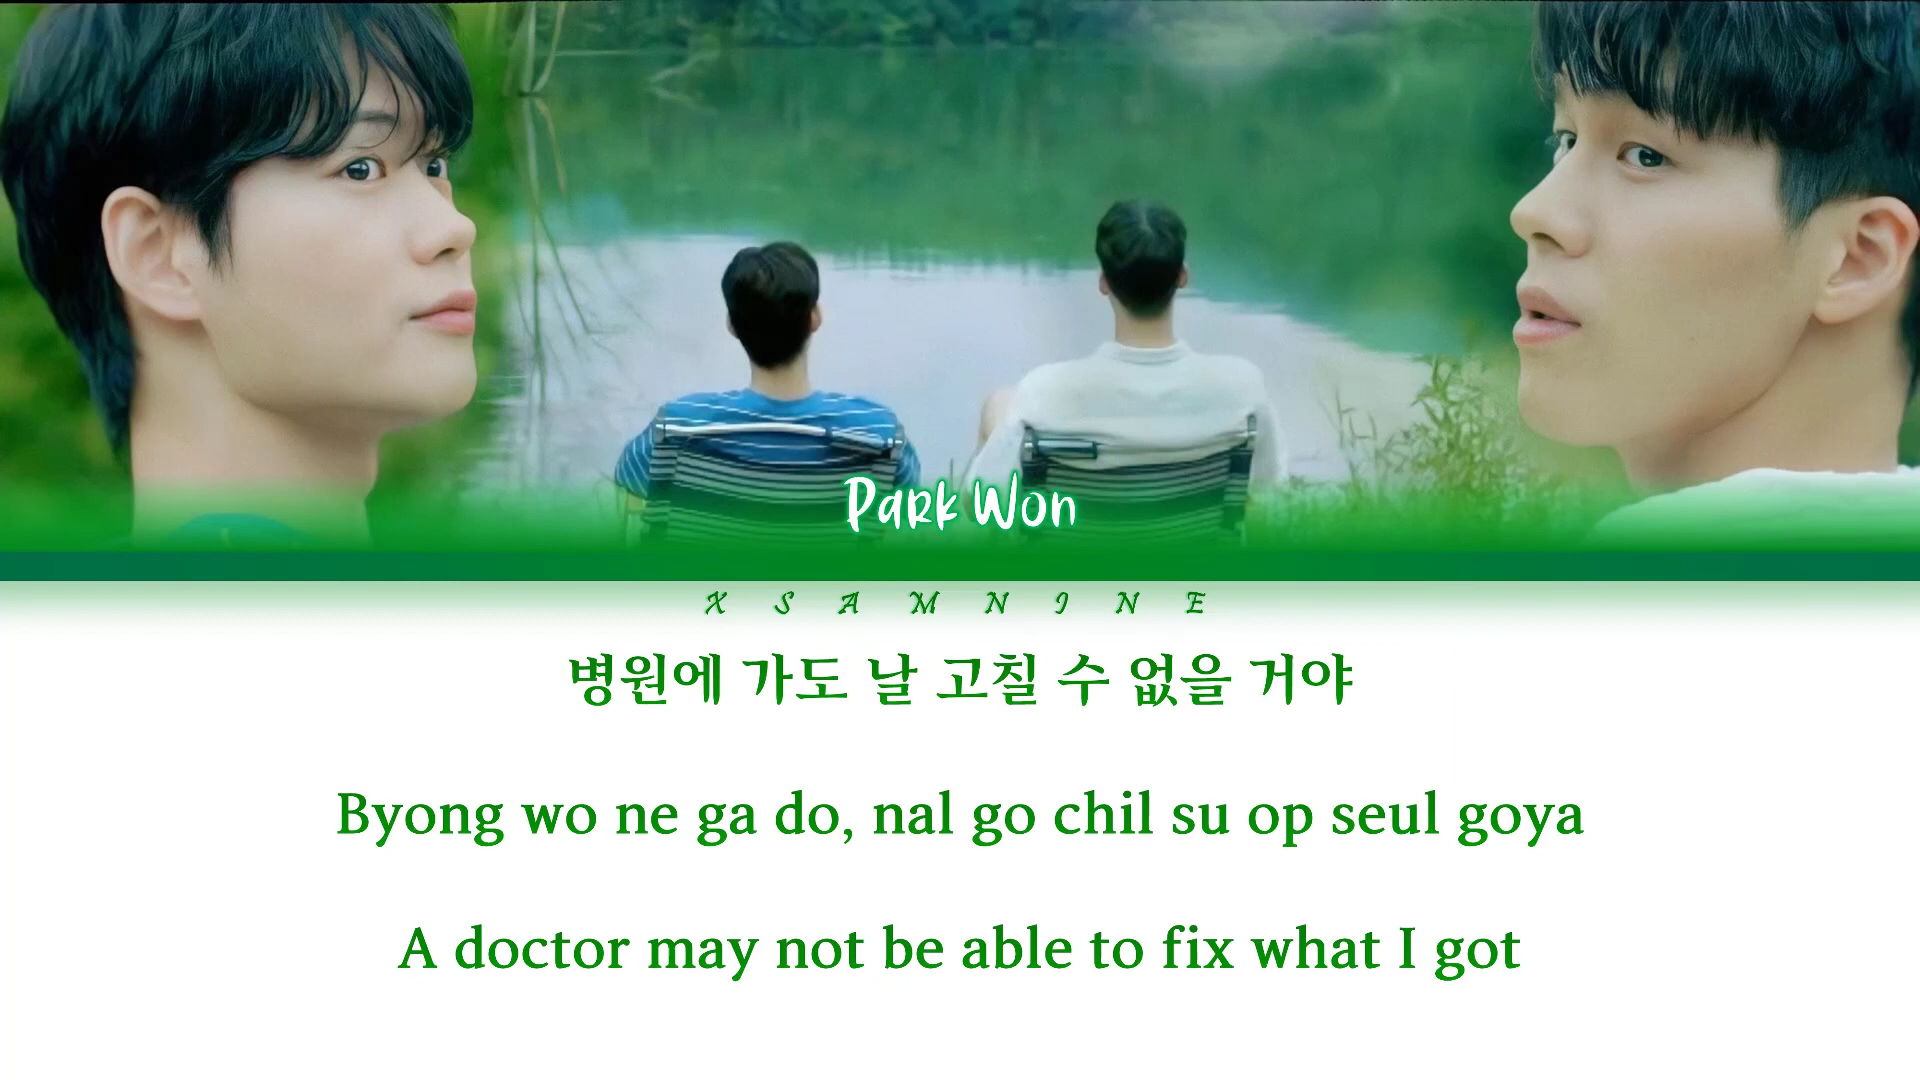 Park Won
XSAMNINE
병원에 가도 날 고칠 수 없을 거야
Byong wo ne ga do, nal go chil su op seul goya
A doctor may not be able to fix what I got